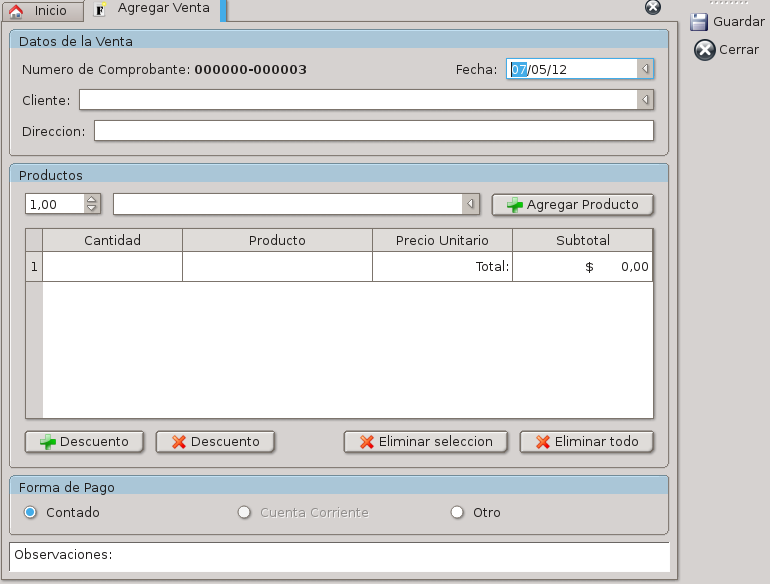 Inicio
Agregar Venta
Guardar
Cerrar
Datos de la Venta
Numero de Comprobante: 000000-000003
Fecha: 07/05/12
Cliente:
Direccion:
Productos
1,00
Agregar Producto
Cantidad Producto Precio Unitario Subtotal
1 Total: $ 0,00
Descuento Descuento Eliminar seleccion Eliminar todo
Forma de Pago
Contado Cuenta Corriente Otro
Observaciones: